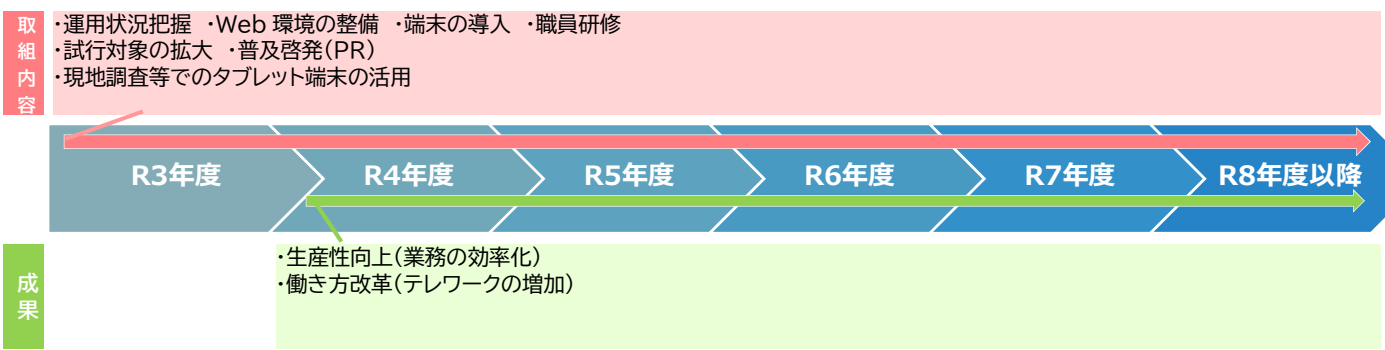 取組内容
・運用状況把握 ・Web 環境の整備 ・端末の導入 ・職員研修
・試行対象の拡大 ・普及啓発(PR)
・現地調査等でのタブレット端末の活用
R3年度 R4年度 R5年度 R6年度 R7年度 R8年度以降
成果
・生産性向上(業務の効率化)
・働き方改革(テレワークの増加)